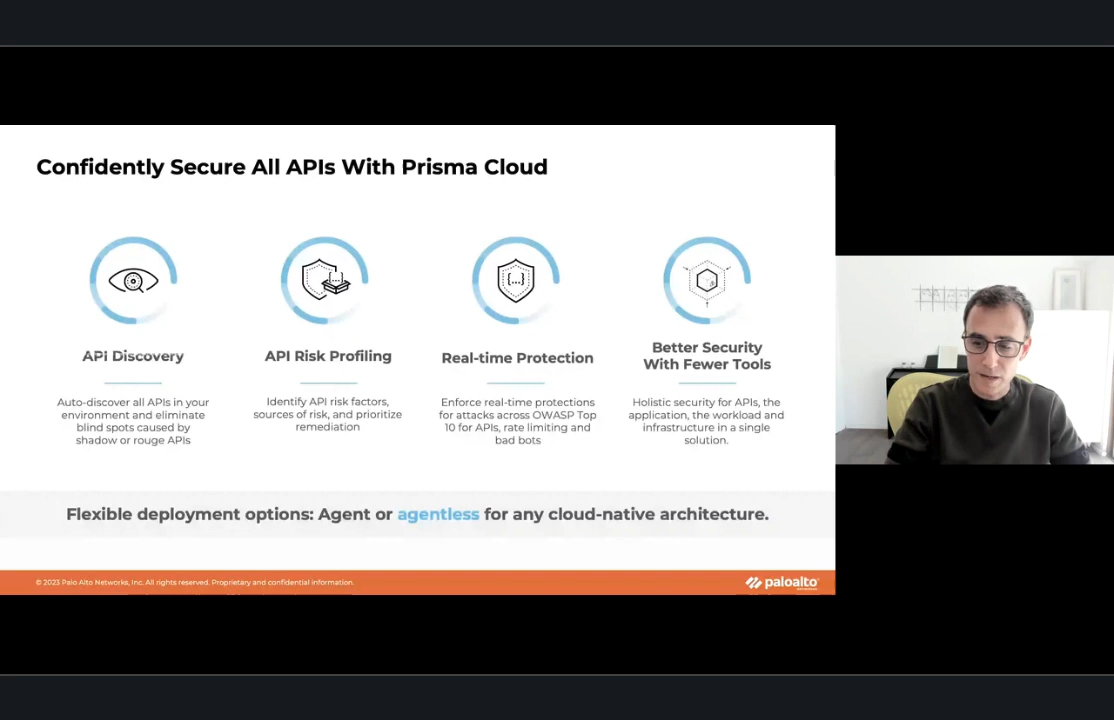 Confidently Secure All APIs With Prisma Cloud
API Discovery
Auto-discover all APIs in your
environment and eliminate
blind spots caused by
shadow or rouge APIs
API Risk Profiling
Identify API risk factors,
sources of risk, and prioritize
remediation
Real-time Protection
Enforce real-time protections
for attacks across OWASP Top
10 for APIs, rate limiting and
bad bots
Better Security
With Fewer Tools
Holistic security for APIs, the
application, the workload and
infrastructure in a single
solution.
Flexible deployment options: Agent or agentless for any cloud-native architecture.
© 2023 Palo Alto Networks, Inc. All rights reserved. Proprietary and confidential information.
paloalto